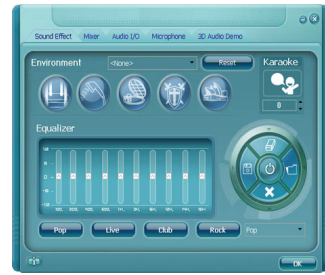 Sound Effect Mixer Audio I/O Microphone 3D Audio Demo
Environment <None> Reset Karaoke
0
Equalizer
Pop Live Club Rock Pop
OK